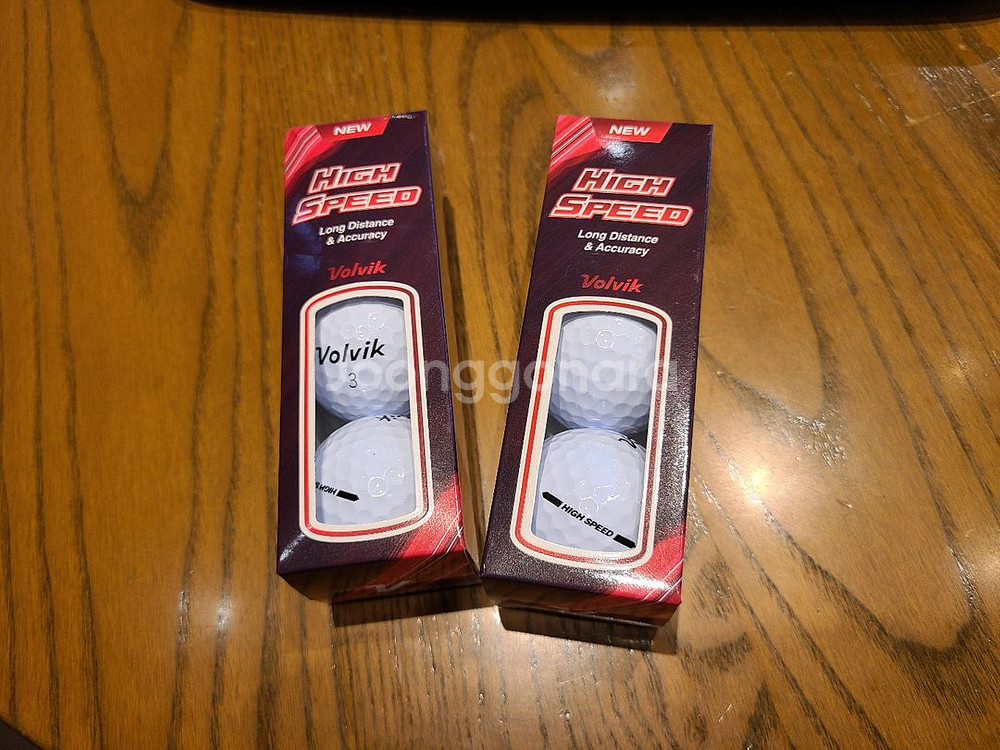 NEW
HIGH
SPEED
Long Distance
& Accuracy
Volvik
Volvik
3
HIGH
NEW
HIGH
SPEED
Long Distance
& Accuracy
Volvik
HIGH SPEED
Joonggonara